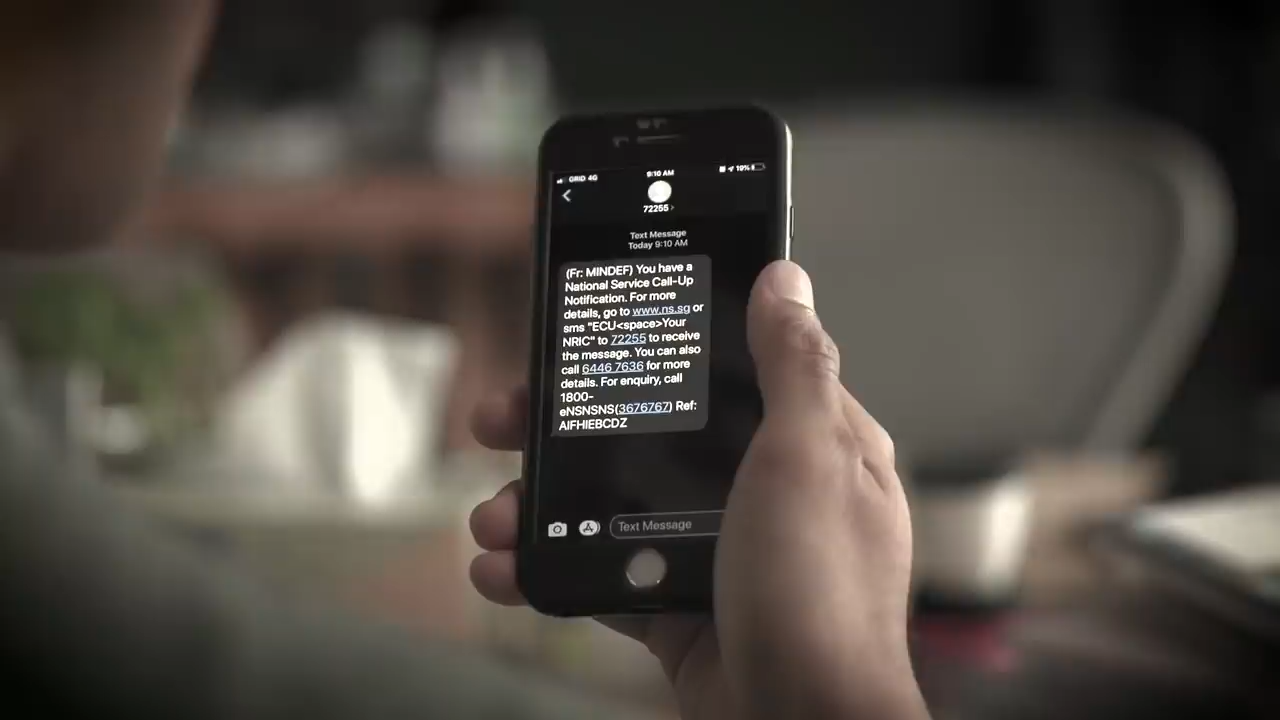 GRID 4G
9:10 AM
19%
72255 >
Text Message
Today 9:10 AM
(Fr: MINDEF) You have a
National Service Call-Up
Notification. For more
details, go to www.ns.sg or
sms "ECU<space>Your
NRIC" to 72255 to receive
the message. You can also
call 6446 7636 for more
details. For enquiry, call
1800-
eNSNSNS(3676767) Ref:
AIFHIEBCDZ
Text Message